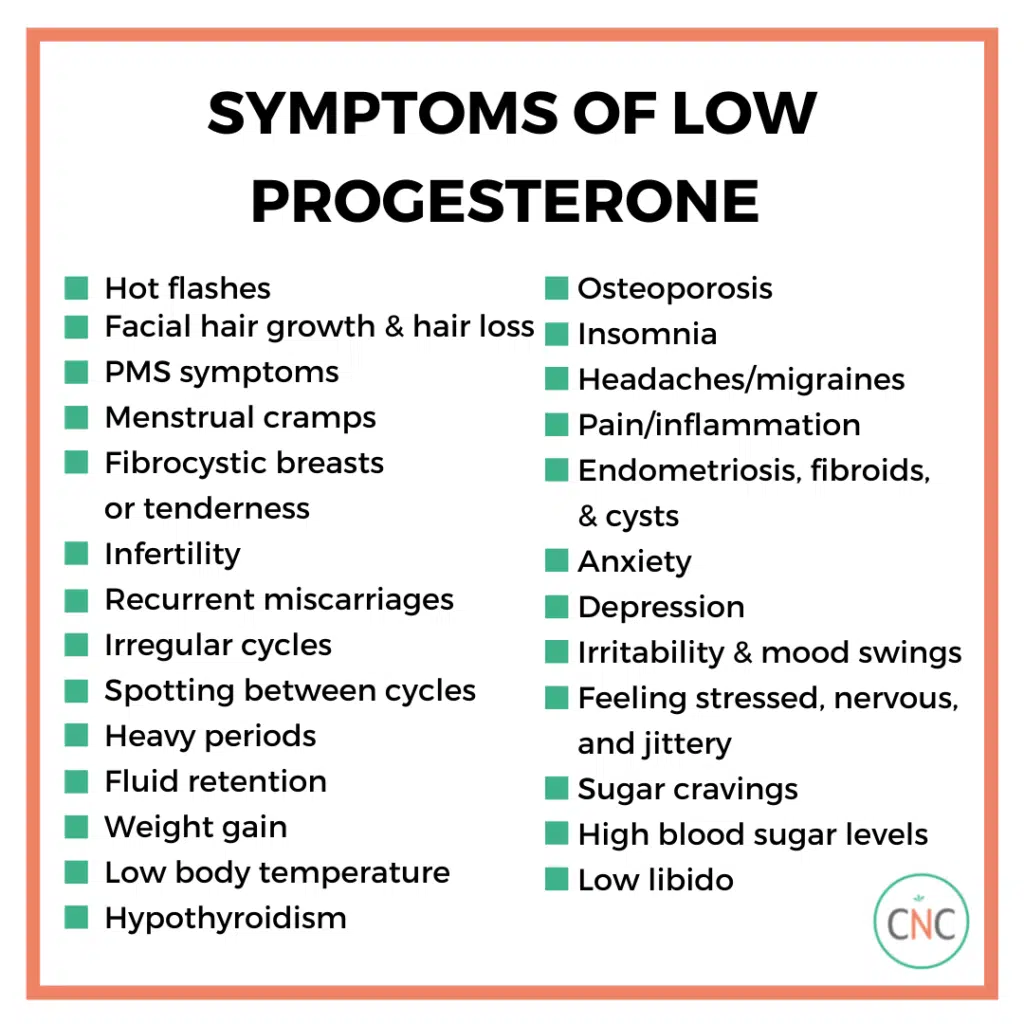 SYMPTOMS OF LOW
PROGESTERONE
Hot flashes
Facial hair growth & hair loss
PMS symptoms
Menstrual cramps
Fibrocystic breasts
or tenderness
Infertility
Recurrent miscarriages
Irregular cycles
Spotting between cycles
Heavy periods
Fluid retention
Weight gain
Low body temperature
Hypothyroidism
Osteoporosis
Insomnia
Headaches/migraines
Pain/inflammation
Endometriosis, fibroids,
& cysts
Anxiety
Depression
Irritability & mood swings
Feeling stressed, nervous,
and jittery
Sugar cravings
High blood sugar levels
Low libido
CNC